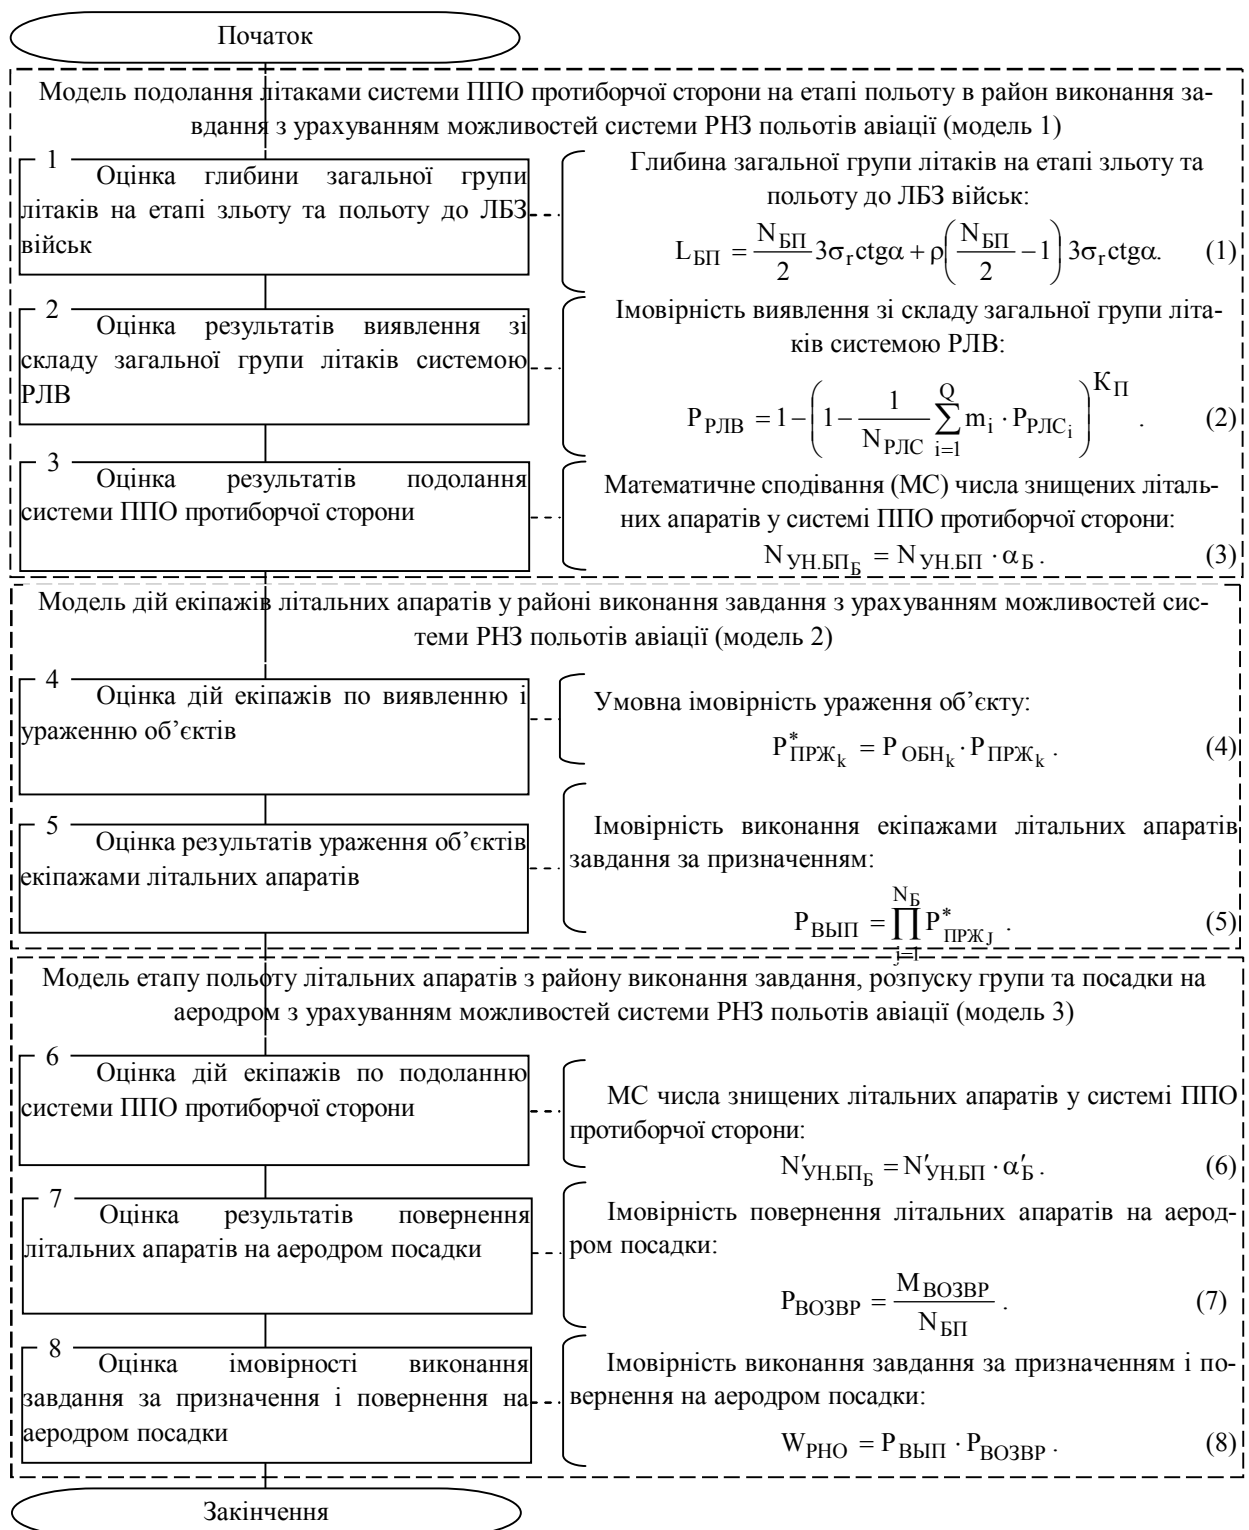 Початок
Модель подолання літаками системи ППО протиборчої сторони на етапі польоту в район виконання за-
вдання з урахуванням можливостей системи РНЗ польотів авіації (модель 1)
1
Оцінка глибини загальної групи
літаків на етапі зльоту та польоту до ЛБЗ
військ
Глибина загальної групи літаків на етапі зльоту та
польоту до ЛБЗ військ:
L_БП = N_БП/2 3σ_r ctgα + ρ(N_БП/2 − 1) 3σ_r ctgα. (1)
2
Оцінка результатів виявлення зі
складу загальної групи літаків системою
РЛВ
Імовірність виявлення зі складу загальної групи літа-
ків системою РЛВ:
P_РЛВ = 1 − (1 − 1/N_РЛС ∑_{i=1}^{Q} m_i · P_РЛС_i)^{К_П} . (2)
3
Оцінка результатів подолання
системи ППО протиборчої сторони
Математичне сподівання (МС) числа знищених літаль-
них апаратів у системі ППО протиборчої сторони:
N_УН.БП_Б = N_УН.БП · α_Б . (3)
Модель дій екіпажів літальних апаратів у районі виконання завдання з урахуванням можливостей сис-
теми РНЗ польотів авіації (модель 2)
4
Оцінка дій екіпажів по виявленню і
ураженню об’єктів
Умовна імовірність ураження об’єкту:
P*_ПРЖ_k = P_ОБН_k · P_ПРЖ_k . (4)
5
Оцінка результатів ураження об’єктів
екіпажами літальних апаратів
Імовірність виконання екіпажами літальних апаратів
завдання за призначенням:
P_ВЫП = ∏_{j=1}^{N_Б} P*_ПРЖ_J . (5)
Модель етапу польоту літальних апаратів з району виконання завдання, розпуску групи та посадки на
аеродром з урахуванням можливостей системи РНЗ польотів авіації (модель 3)
6
Оцінка дій екіпажів по подоланню
системи ППО протиборчої сторони
МС числа знищених літальних апаратів у системі ППО
протиборчої сторони:
N′_УН.БП_Б = N′_УН.БП · α′_Б . (6)
7
Оцінка результатів повернення
літальних апаратів на аеродром посадки
Імовірність повернення літальних апаратів на аерод-
ром посадки:
P_ВОЗВР = M_ВОЗВР/N_БП . (7)
8
Оцінка імовірності виконання
завдання за призначення і повернення на
аеродром посадки
Імовірність виконання завдання за призначенням і по-
вернення на аеродром посадки:
W_РНО = P_ВЫП · P_ВОЗВР . (8)
Закінчення